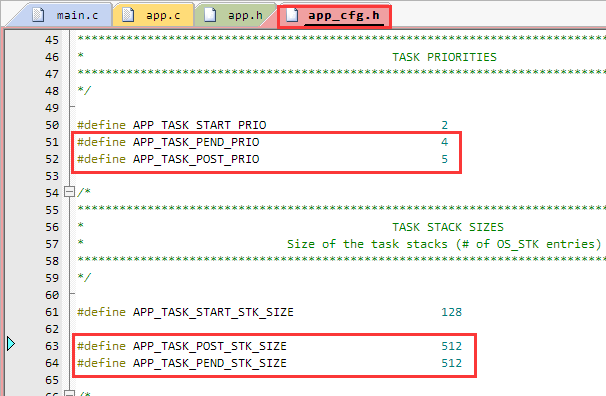 main.c app.c app.h app_cfg.h
45 ***************************************************************************
46 * TASK PRIORITIES
47 ***************************************************************************
48 */
49
50 #define APP_TASK_START_PRIO 2
51 #define APP_TASK_PEND_PRIO 4
52 #define APP_TASK_POST_PRIO 5
53
54 /*
55 ***************************************************************************
56 * TASK STACK SIZES
57 * Size of the task stacks (# of OS_STK entries)
58 ***************************************************************************
59 */
60
61 #define APP_TASK_START_STK_SIZE 128
62
63 #define APP_TASK_POST_STK_SIZE 512
64 #define APP_TASK_PEND_STK_SIZE 512
65
66 /*